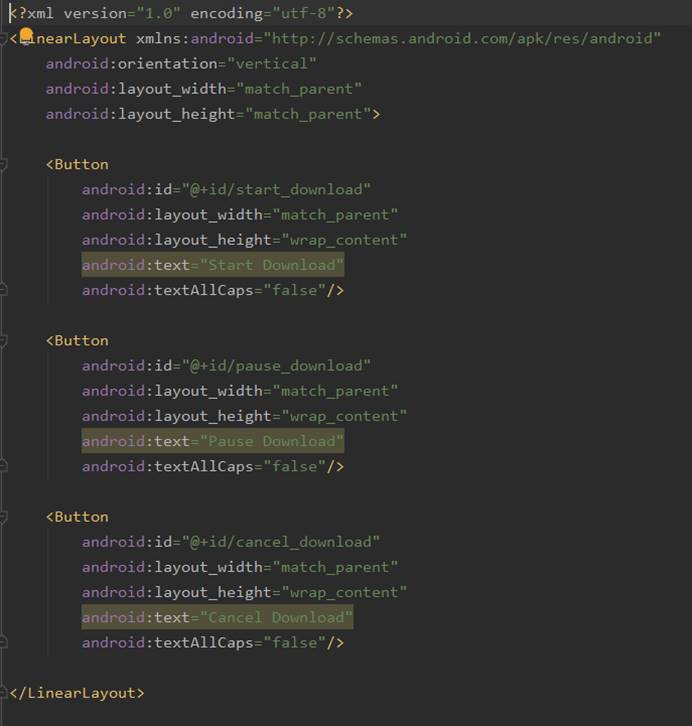 <?xml version="1.0" encoding="utf-8"?>
<LinearLayout xmlns:android="http://schemas.android.com/apk/res/android"
    android:orientation="vertical"
    android:layout_width="match_parent"
    android:layout_height="match_parent">

    <Button
        android:id="@+id/start_download"
        android:layout_width="match_parent"
        android:layout_height="wrap_content"
        android:text="Start Download"
        android:textAllCaps="false"/>

    <Button
        android:id="@+id/pause_download"
        android:layout_width="match_parent"
        android:layout_height="wrap_content"
        android:text="Pause Download"
        android:textAllCaps="false"/>

    <Button
        android:id="@+id/cancel_download"
        android:layout_width="match_parent"
        android:layout_height="wrap_content"
        android:text="Cancel Download"
        android:textAllCaps="false"/>

</LinearLayout>